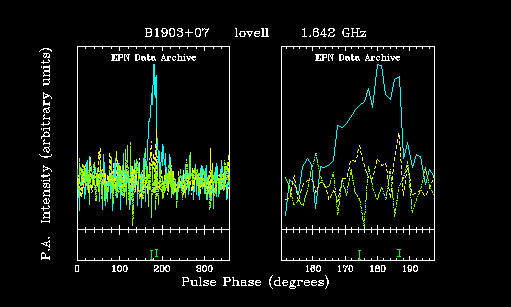 B1903+07 lovell 1.642 GHz
EPN Data Archive EPN Data Archive
P.A. Intensity (arbitrary units)
0 100 200 300 160 170 180 190
Pulse Phase (degrees)